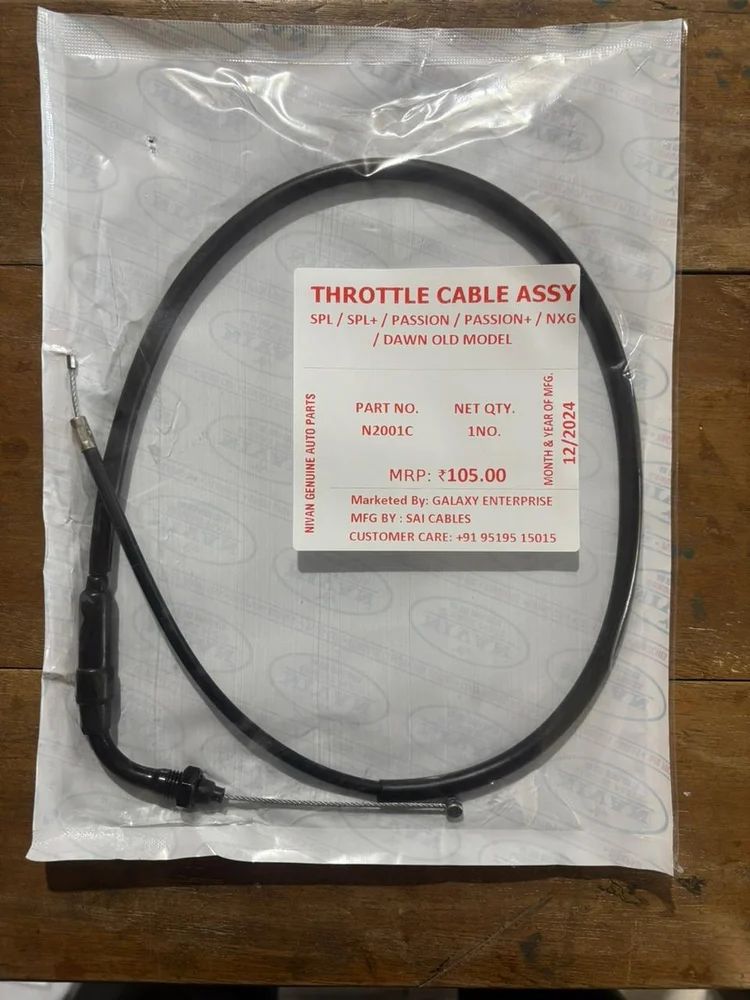 THROTTLE CABLE ASSY
SPL / SPL+ / PASSION / PASSION+ / NXG
/ DAWN OLD MODEL
NIVAN GENUINE AUTO PARTS
PART NO. NET QTY.
N2001C 1NO.
MONTH & YEAR OF MFG.
12/2024
MRP: ₹105.00
Marketed By: GALAXY ENTERPRISE
MFG BY : SAI CABLES
CUSTOMER CARE: +91 95195 15015